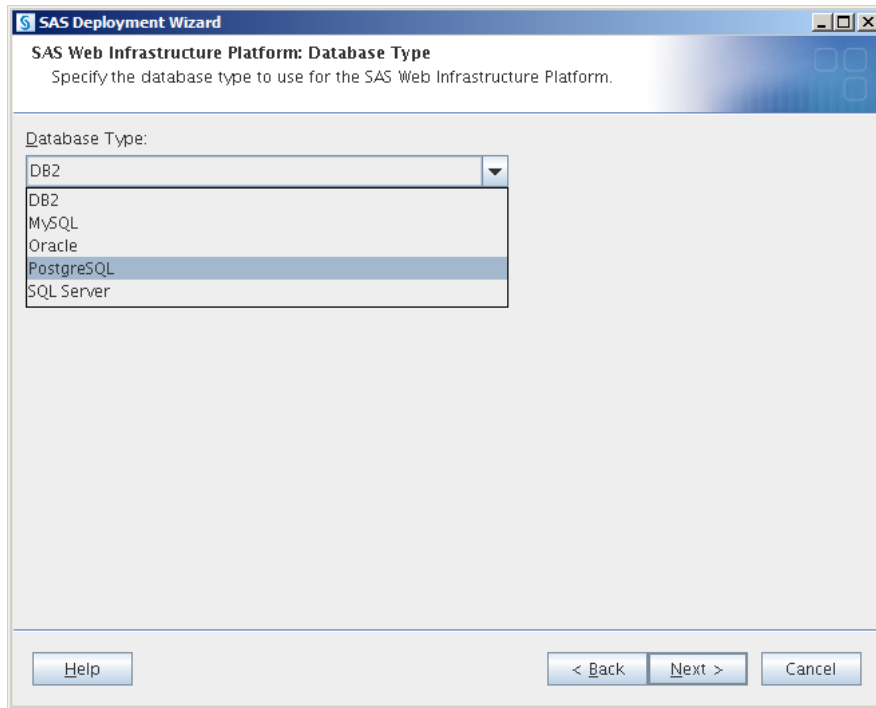 SAS Deployment Wizard
SAS Web Infrastructure Platform: Database Type
Specify the database type to use for the SAS Web Infrastructure Platform.
Database Type:
DB2
DB2
MySQL
Oracle
PostgreSQL
SQL Server
Help
< Back
Next >
Cancel